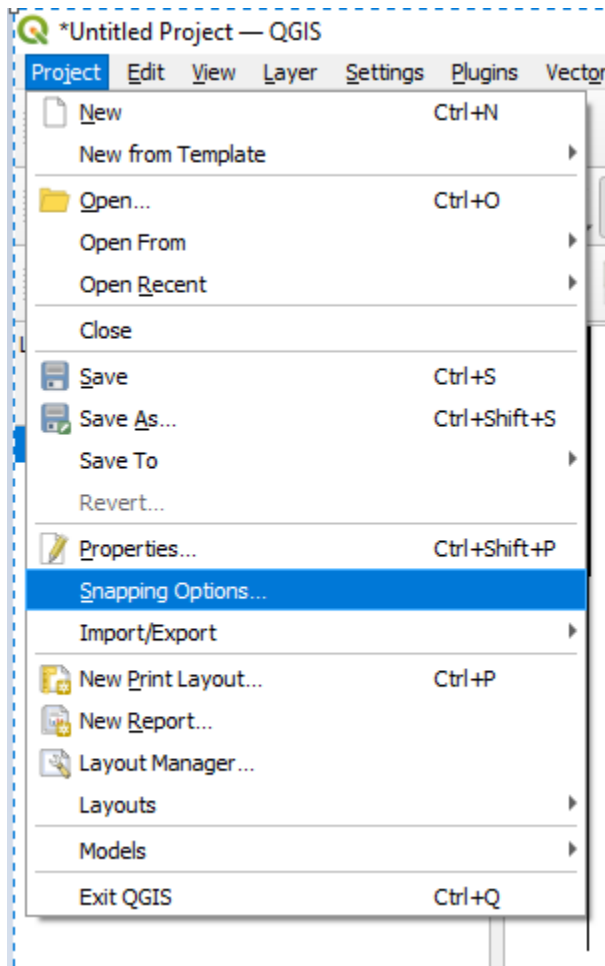 *Untitled Project — QGIS
Project Edit View Layer Settings Plugins Vector
New Ctrl+N
New from Template
Open... Ctrl+O
Open From
Open Recent
Close
Save Ctrl+S
Save As... Ctrl+Shift+S
Save To
Revert...
Properties... Ctrl+Shift+P
Snapping Options...
Import/Export
New Print Layout... Ctrl+P
New Report...
Layout Manager...
Layouts
Models
Exit QGIS Ctrl+Q